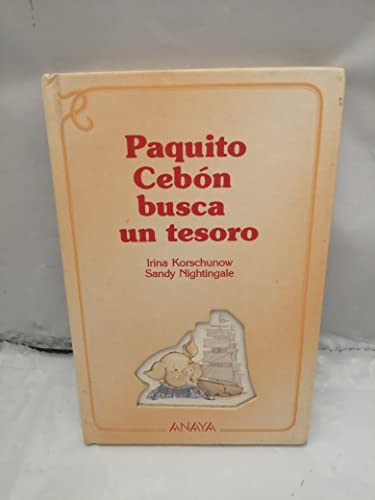 Paquito
Cebón
busca
un tesoro
Irina Korschunow
Sandy Nightingale
ANAYA